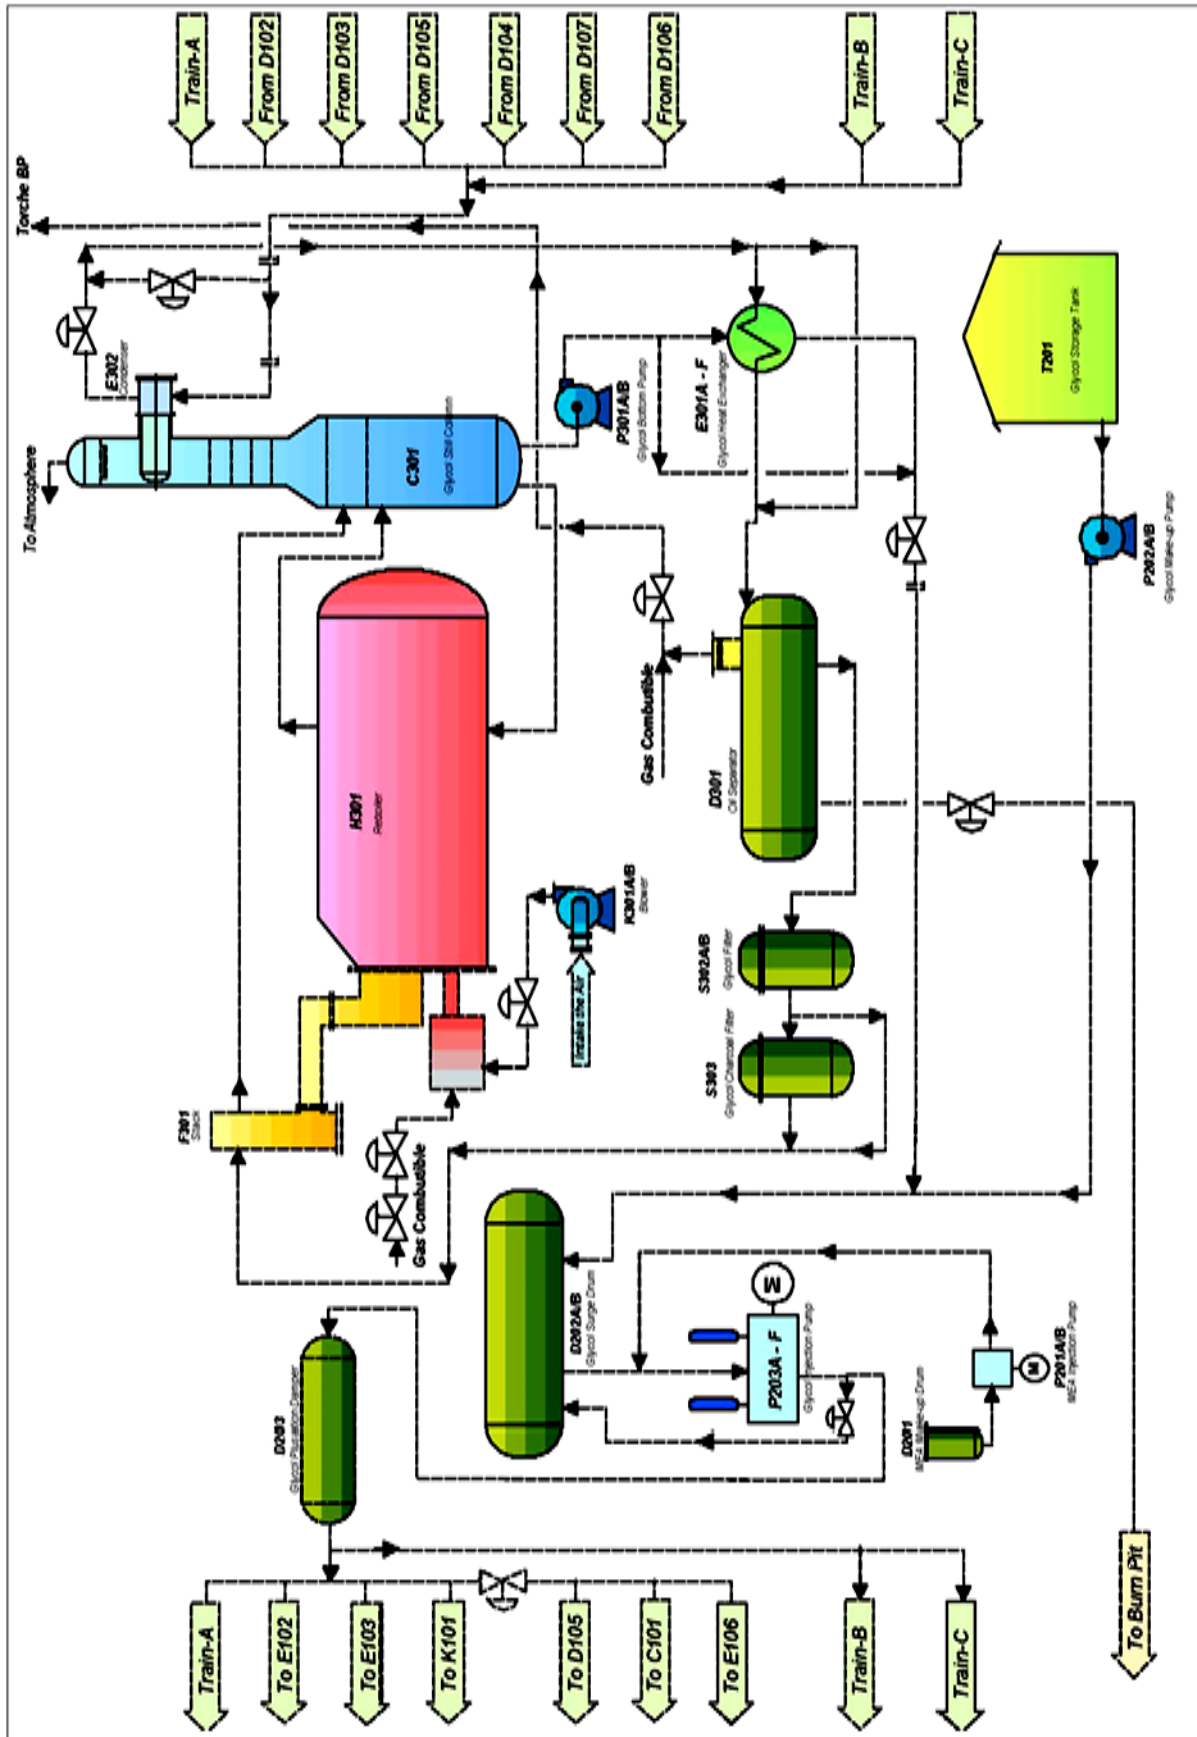 Train-A
From D102
From D103
From D105
From D104
From D107
From D106
Train-B
Train-C
Torche BP
To Atmosphere
E302
Condenser
C301
Glycol Still Column
P301A/B
Glycol Bottom Pump
E301A - F
Glycol Heat Exchanger
T201
Glycol Storage Tank
P202A/B
Glycol Make-up Pump
H301
Reboiler
Gas Combutible
D301
Oil Separator
K301A/B
Blower
Intake the Air
S302A/B
Glycol Filter
S303
Glycol Charcoal Filter
F301
Stack
Gas Combutible
D202A/B
Glycol Surge Drum
M
P203A - F
Glycol Injection Pump
M
P201A/B
MEA Injection Pump
D201
MEA Make-up Drum
D203
Glycol Plusation Damper
Train-A
To E102
To E103
To K101
To D105
To C101
To E106
Train-B
Train-C
To Burn Pit